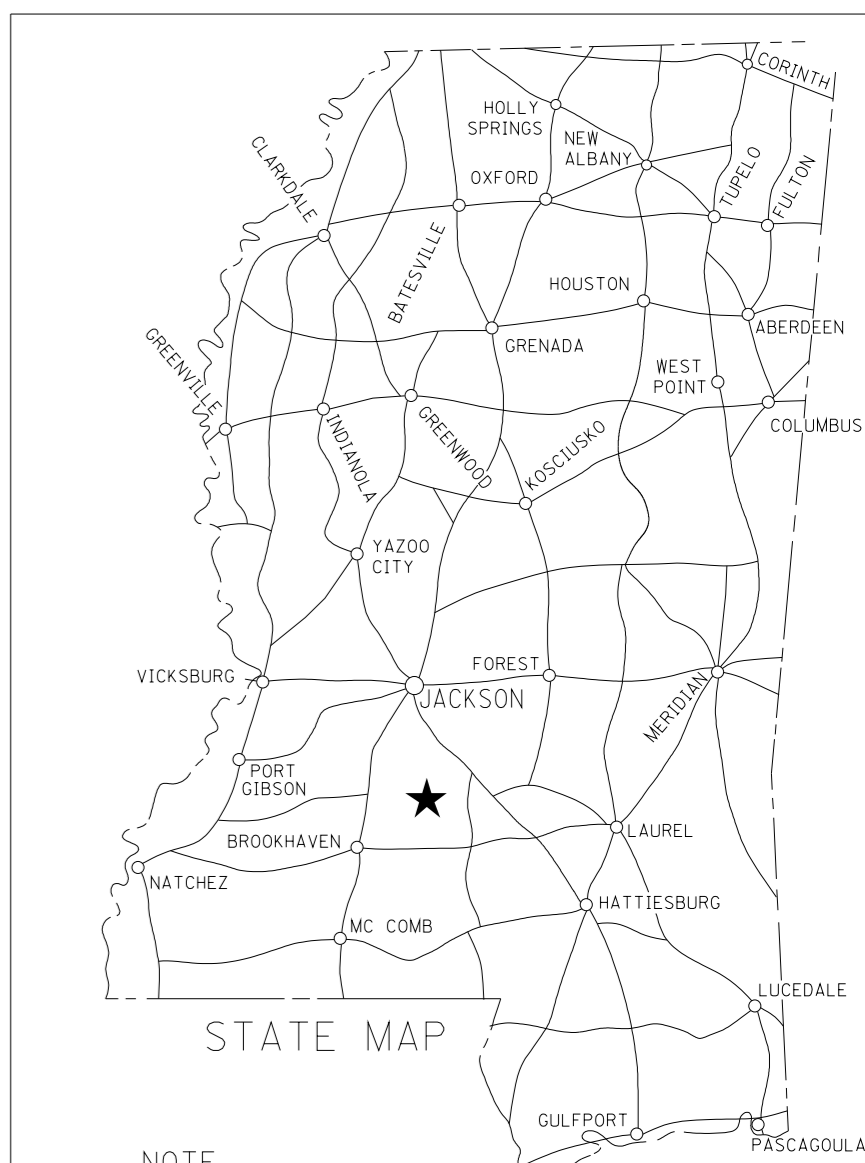 CORINTH
HOLLY
SPRINGS
NEW
ALBANY
CLARKDALE
OXFORD
TUPELO
FULTON
BATESVILLE
HOUSTON
ABERDEEN
GREENVILLE
GRENADA
WEST
POINT
COLUMBUS
INDIANOLA
GREENWOOD
KOSCIUSKO
YAZOO
CITY
VICKSBURG
FOREST
JACKSON
MERIDIAN
PORT
GIBSON
BROOKHAVEN
LAUREL
NATCHEZ
HATTIESBURG
MC COMB
LUCEDALE
STATE MAP
GULFPORT
PASCAGOULA
NOTE